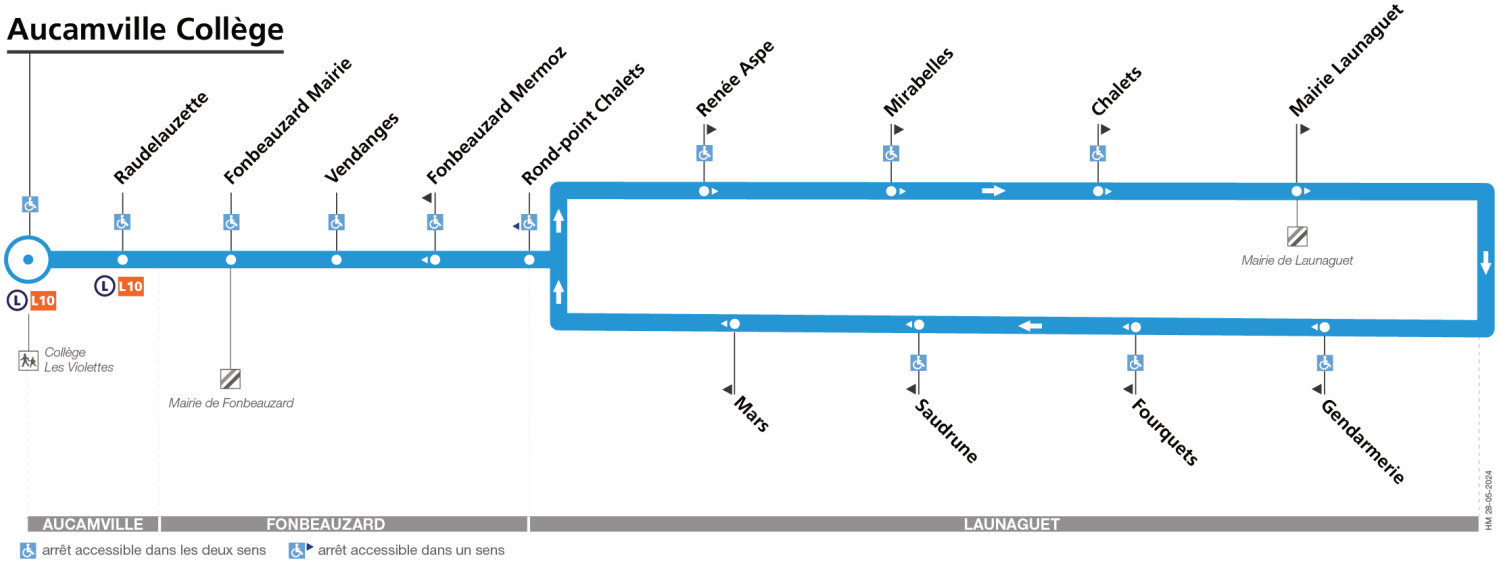 Aucamville Collège
Raudelauzette
Fonbeauzard Mairie
Vendanges
Fonbeauzard Mermoz
Rond-point Chalets
Renée Aspe
Mirabelles
Chalets
Mairie Launaguet
L L10
L L10
Collège
Les Violettes
Mairie de Fonbeauzard
Mairie de Launaguet
Mars
Saudrune
Fourquets
Gendarmerie
HM 28-05-2024
AUCAMVILLE
FONBEAUZARD
LAUNAGUET
arrêt accessible dans les deux sens
arrêt accessible dans un sens